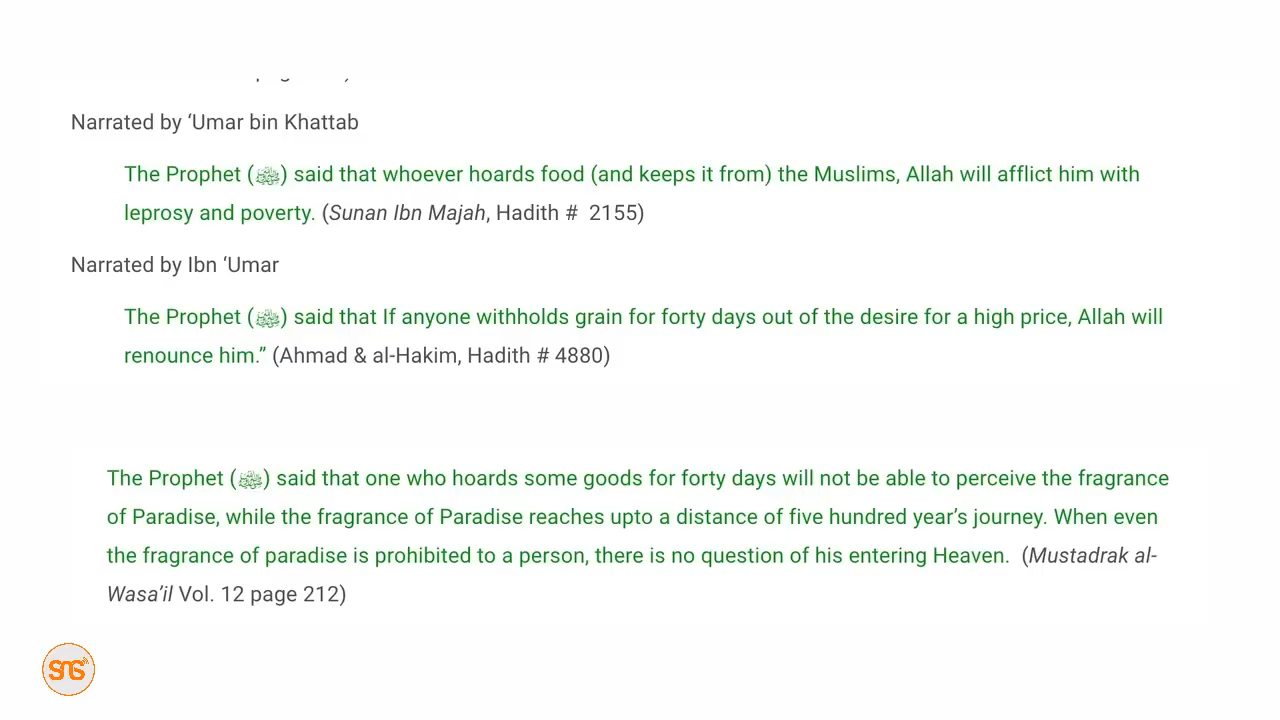 Narrated by ‘Umar bin Khattab
The Prophet (ﷺ) said that whoever hoards food (and keeps it from) the Muslims, Allah will afflict him with
leprosy and poverty. (Sunan Ibn Majah, Hadith #  2155)
Narrated by Ibn ‘Umar
The Prophet (ﷺ) said that If anyone withholds grain for forty days out of the desire for a high price, Allah will
renounce him.” (Ahmad & al-Hakim, Hadith # 4880)
The Prophet (ﷺ) said that one who hoards some goods for forty days will not be able to perceive the fragrance
of Paradise, while the fragrance of Paradise reaches upto a distance of five hundred year’s journey. When even
the fragrance of paradise is prohibited to a person, there is no question of his entering Heaven.  (Mustadrak al-
Wasa’il Vol. 12 page 212)
SNS